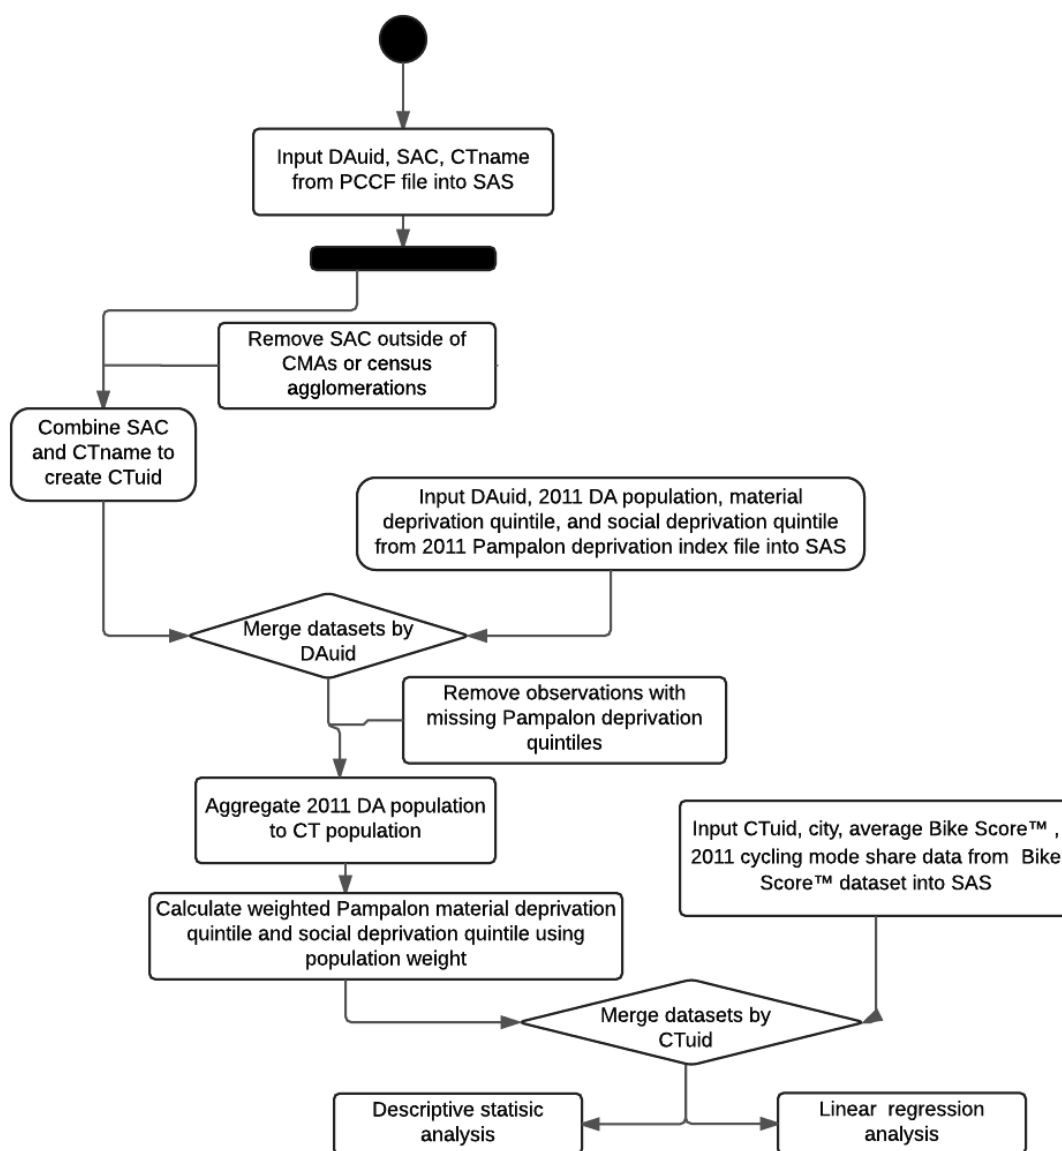 Input DAuid, SAC, CTname
from PCCF file into SAS
Remove SAC outside of
CMAs or census
agglomerations
Combine SAC
and CTname to
create CTuid
Input DAuid, 2011 DA population, material
deprivation quintile, and social deprivation quintile
from 2011 Pampalon deprivation index file into SAS
Merge datasets by
DAuid
Remove observations with
missing Pampalon deprivation
quintiles
Aggregate 2011 DA population
to CT population
Input CTuid, city, average Bike Score™ ,
2011 cycling mode share data from Bike
Score™ dataset into SAS
Calculate weighted Pampalon material deprivation
quintile and social deprivation quintile using
population weight
Merge datasets by
CTuid
Descriptive statisic
analysis
Linear regression
analysis